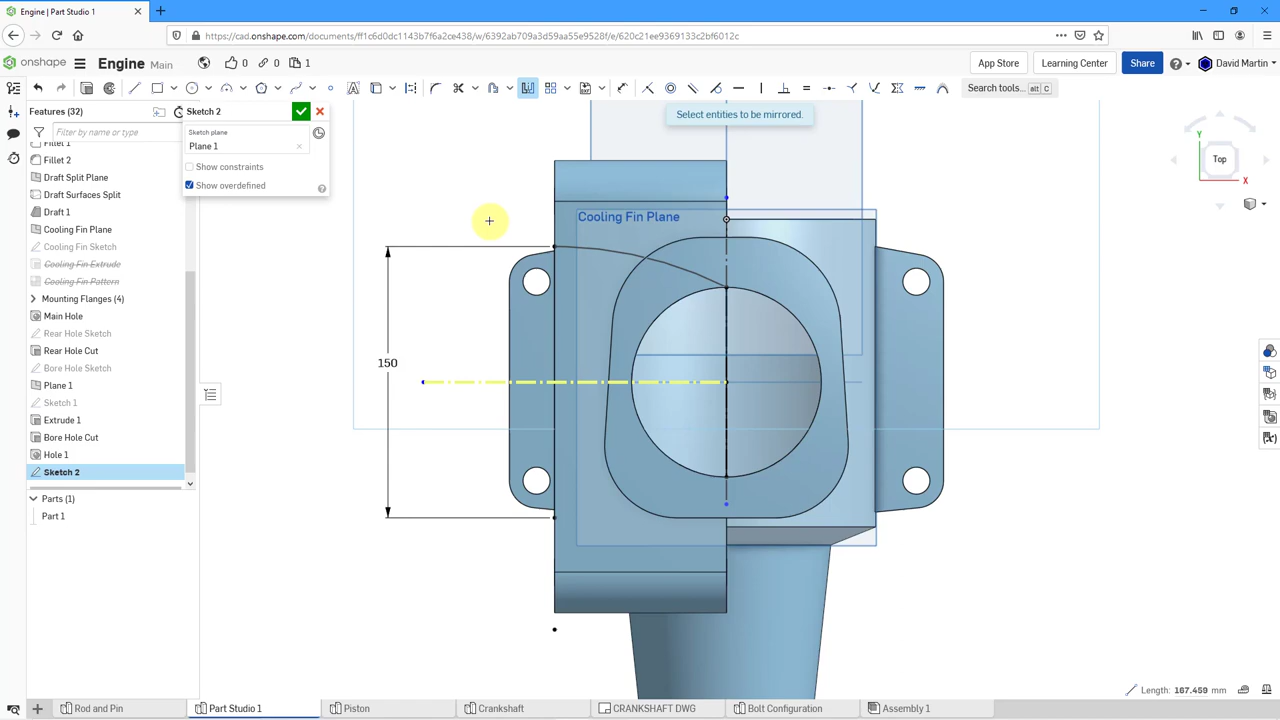 Engine | Part Studio 1
https://cad.onshape.com/documents/ff1c6d0dc1143b7f6a2ce438/w/6392ab709a3d59aa55e9528f/e/620c21ee9369133c2bf6012c
onshape Engine Main 0 0 1 App Store Learning Center Share David Martin
Search tools... alt C
Features (32)
Filter by name or type
Fillet 1
Fillet 2
Draft Split Plane
Draft Surfaces Split
Draft 1
Cooling Fin Plane
Cooling Fin Sketch
Cooling Fin Extrude
Cooling Fin Pattern
Mounting Flanges (4)
Main Hole
Rear Hole Sketch
Rear Hole Cut
Bore Hole Sketch
Plane 1
Sketch 1
Extrude 1
Bore Hole Cut
Hole 1
Sketch 2
Parts (1)
Part 1
Sketch 2
Sketch plane
Plane 1
Show constraints
Show overdefined
Select entities to be mirrored.
Cooling Fin Plane
150
Y
Top
X
Length: 167.459 mm
Rod and Pin
Part Studio 1
Piston
Crankshaft
CRANKSHAFT DWG
Bolt Configuration
Assembly 1